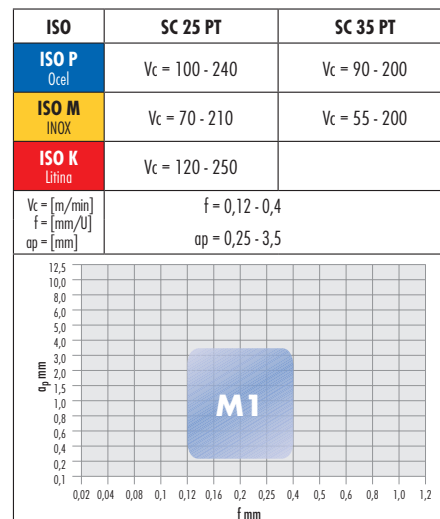 ISO SC 25 PT SC 35 PT
ISO P Vc = 100 - 240 Vc = 90 - 200
Ocel
ISO M Vc = 70 - 210 Vc = 55 - 200
INOX
ISO K Vc = 120 - 250
Litina
Vc = [m/min] f = 0,12 - 0,4
f = [mm/U]
ap = [mm] ap = 0,25 - 3,5
12,5
10,0
8,0
6,0
5,0
4,0
3,0
2,0
1,5
1,0
0,8
0,6
0,4
0,2
0,1
ap mm
M1
0,02 0,04 0,08 0,1 0,12 0,16 0,2 0,25 0,4 0,5 0,6 0,8 1,0 1,2
f mm